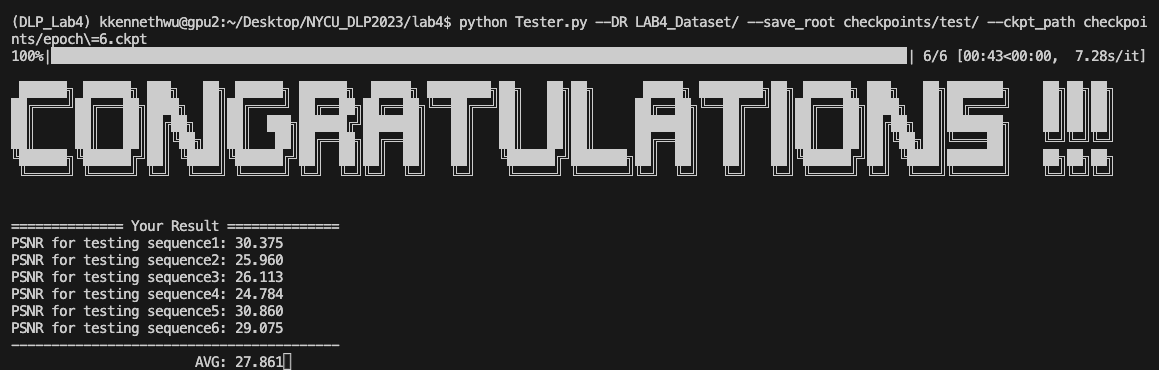 (DLP_Lab4) kkennethwu@gpu2:~/Desktop/NYCU_DLP2023/lab4$ python Tester.py --DR LAB4_Dataset/ --save_root checkpoints/test/ --ckpt_path checkpoi
nts/epoch\=6.ckpt
100%|██████████| 6/6 [00:43<00:00,  7.28s/it]
CONGRATULATIONS !!!
============== Your Result ==============
PSNR for testing sequence1: 30.375
PSNR for testing sequence2: 25.960
PSNR for testing sequence3: 26.113
PSNR for testing sequence4: 24.784
PSNR for testing sequence5: 30.860
PSNR for testing sequence6: 29.075
-----------------------------------------
AVG: 27.861